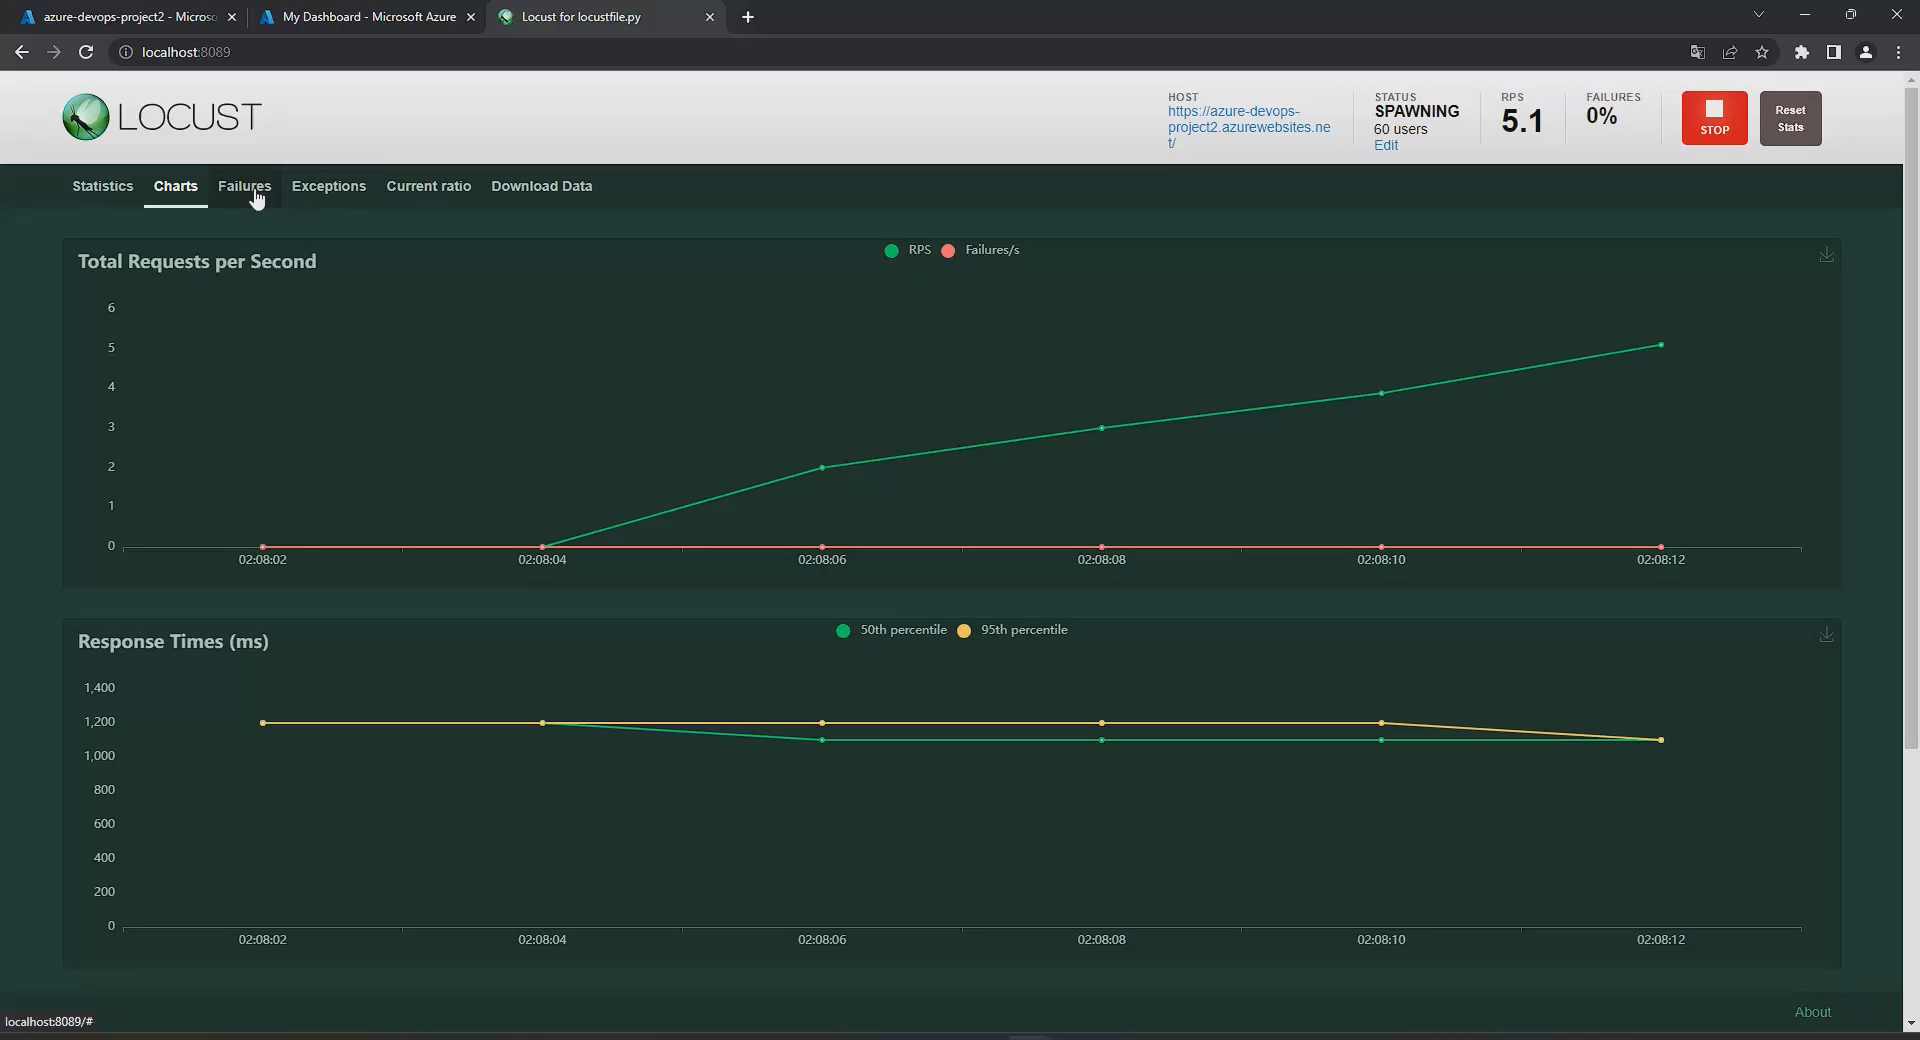 azure-devops-project2 - Micros
My Dashboard - Microsoft Azure
Locust for locustfile.py
localhost:8089
LOCUST
HOST
https://azure-devops-
project2.azurewebsites.ne
t/
STATUS
SPAWNING
60 users
Edit
RPS
5.1
FAILURES
0%
STOP
Reset
Stats
Statistics Charts Failures Exceptions Current ratio Download Data
Total Requests per Second
RPS Failures/s
6
5
4
3
2
1
0
02:08:02 02:08:04 02:08:06 02:08:08 02:08:10 02:08:12
Response Times (ms)
50th percentile 95th percentile
1,400
1,200
1,000
800
600
400
200
0
02:08:02 02:08:04 02:08:06 02:08:08 02:08:10 02:08:12
About
localhost:8089/#